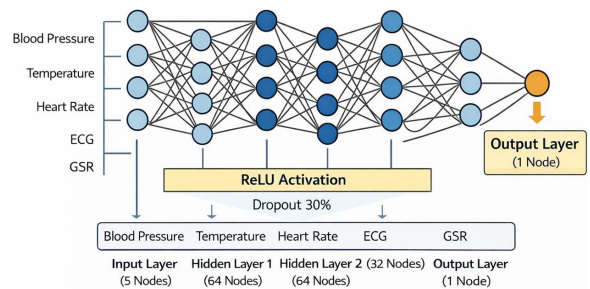 Blood Pressure
Temperature
Heart Rate
ECG
GSR
Output Layer
(1 Node)
ReLU Activation
Dropout 30%
Blood Pressure Temperature Heart Rate ECG GSR
Input Layer Hidden Layer 1 Hidden Layer 2 (32 Nodes) Output Layer
(5 Nodes) (64 Nodes) (64 Nodes) (1 Node)